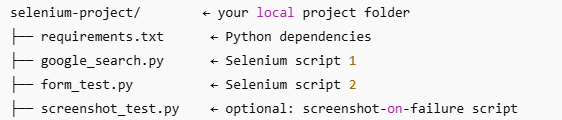 selenium-project/        ← your local project folder
├── requirements.txt      ← Python dependencies
├── google_search.py      ← Selenium script 1
├── form_test.py          ← Selenium script 2
├── screenshot_test.py    ← optional: screenshot-on-failure script